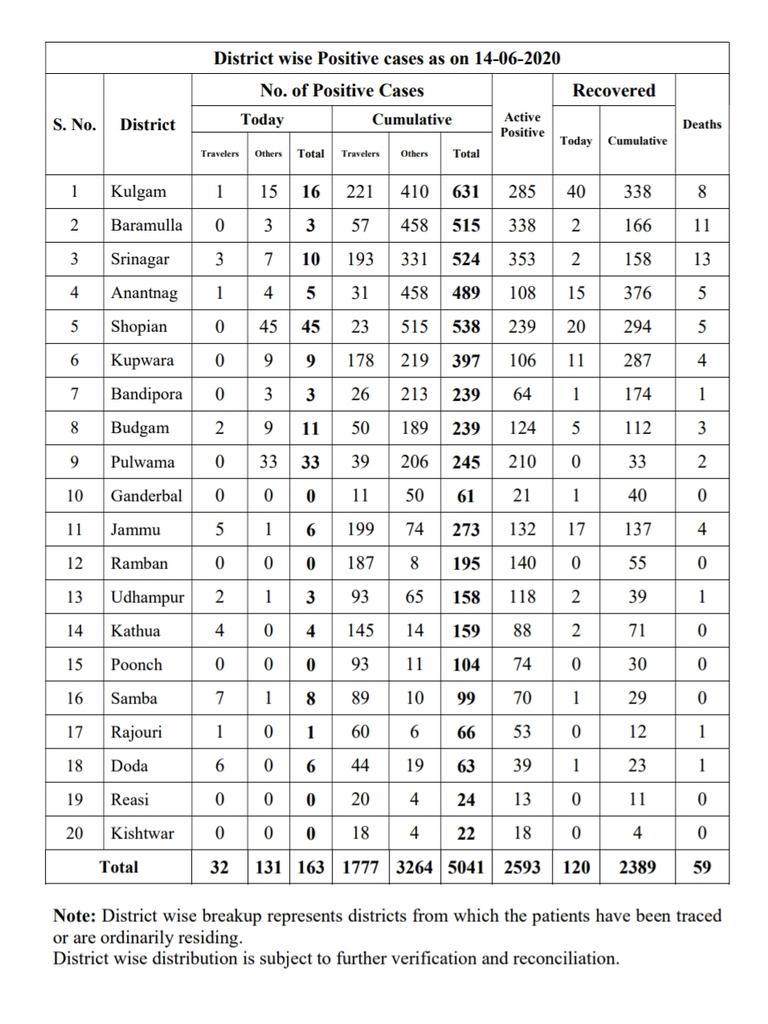 District wise Positive cases as on 14-06-2020
S. No. District No. of Positive Cases Active Positive Recovered Deaths
Today Cumulative Today Cumulative
Travelers Others Total Travelers Others Total
1 Kulgam 1 15 16 221 410 631 285 40 338 8
2 Baramulla 0 3 3 57 458 515 338 2 166 11
3 Srinagar 3 7 10 193 331 524 353 2 158 13
4 Anantnag 1 4 5 31 458 489 108 15 376 5
5 Shopian 0 45 45 23 515 538 239 20 294 5
6 Kupwara 0 9 9 178 219 397 106 11 287 4
7 Bandipora 0 3 3 26 213 239 64 1 174 1
8 Budgam 2 9 11 50 189 239 124 5 112 3
9 Pulwama 0 33 33 39 206 245 210 0 33 2
10 Ganderbal 0 0 0 11 50 61 21 1 40 0
11 Jammu 5 1 6 199 74 273 132 17 137 4
12 Ramban 0 0 0 187 8 195 140 0 55 0
13 Udhampur 2 1 3 93 65 158 118 2 39 1
14 Kathua 4 0 4 145 14 159 88 2 71 0
15 Poonch 0 0 0 93 11 104 74 0 30 0
16 Samba 7 1 8 89 10 99 70 1 29 0
17 Rajouri 1 0 1 60 6 66 53 0 12 1
18 Doda 6 0 6 44 19 63 39 1 23 1
19 Reasi 0 0 0 20 4 24 13 0 11 0
20 Kishtwar 0 0 0 18 4 22 18 0 4 0
Total 32 131 163 1777 3264 5041 2593 120 2389 59
Note: District wise breakup represents districts from which the patients have been traced
or are ordinarily residing.
District wise distribution is subject to further verification and reconciliation.